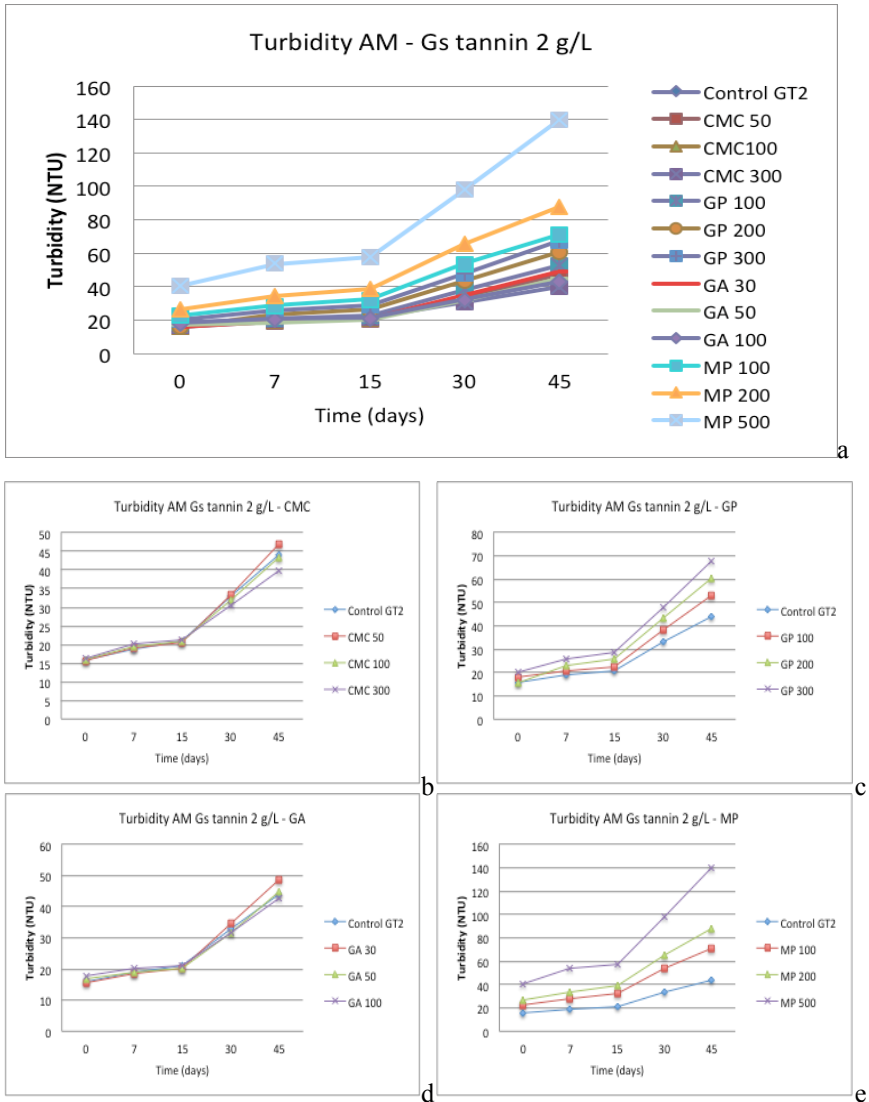 Turbidity AM - Gs tannin 2 g/L
160
140
120
100
80
60
40
20
0
Turbidity (NTU)
0 7 15 30 45
Time (days)
Control GT2
CMC 50
CMC100
CMC 300
GP 100
GP 200
GP 300
GA 30
GA 50
GA 100
MP 100
MP 200
MP 500
a
Turbidity AM Gs tannin 2 g/L - CMC
50
45
40
35
30
25
20
15
10
5
0
Turbidity (NTU)
0 7 15 30 45
Time (days)
Control GT2
CMC 50
CMC 100
CMC 300
b
Turbidity AM Gs tannin 2 g/L - GP
80
70
60
50
40
30
20
10
0
Turbidity (NTU)
0 7 15 30 45
Time (days)
Control GT2
GP 100
GP 200
GP 300
c
Turbidity AM Gs tannin 2 g/L - GA
60
50
40
30
20
10
0
Turbidity (NTU)
0 7 15 30 45
Time (days)
Control GT2
GA 30
GA 50
GA 100
d
Turbidity AM Gs tannin 2 g/L - MP
160
140
120
100
80
60
40
20
0
Turbidity (NTU)
0 7 15 30 45
Time (days)
Control GT2
MP 100
MP 200
MP 500
e